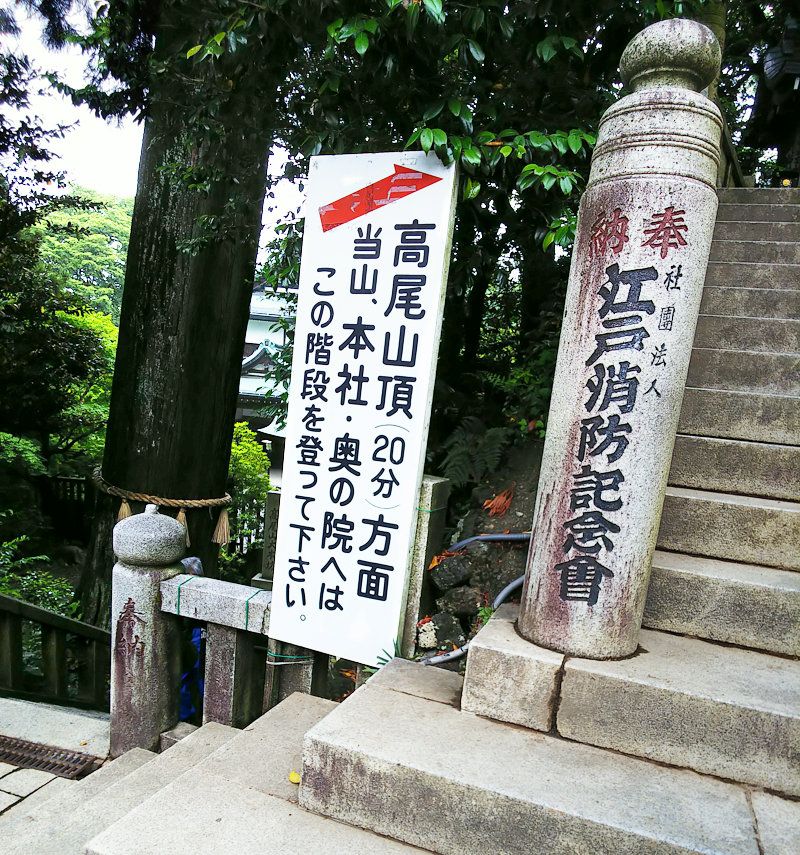 高尾山頂(20分)方面
当山、本社・奥の院へは
この階段を登って下さい。
奉納
社團法人
江戸消防記念會
奉納